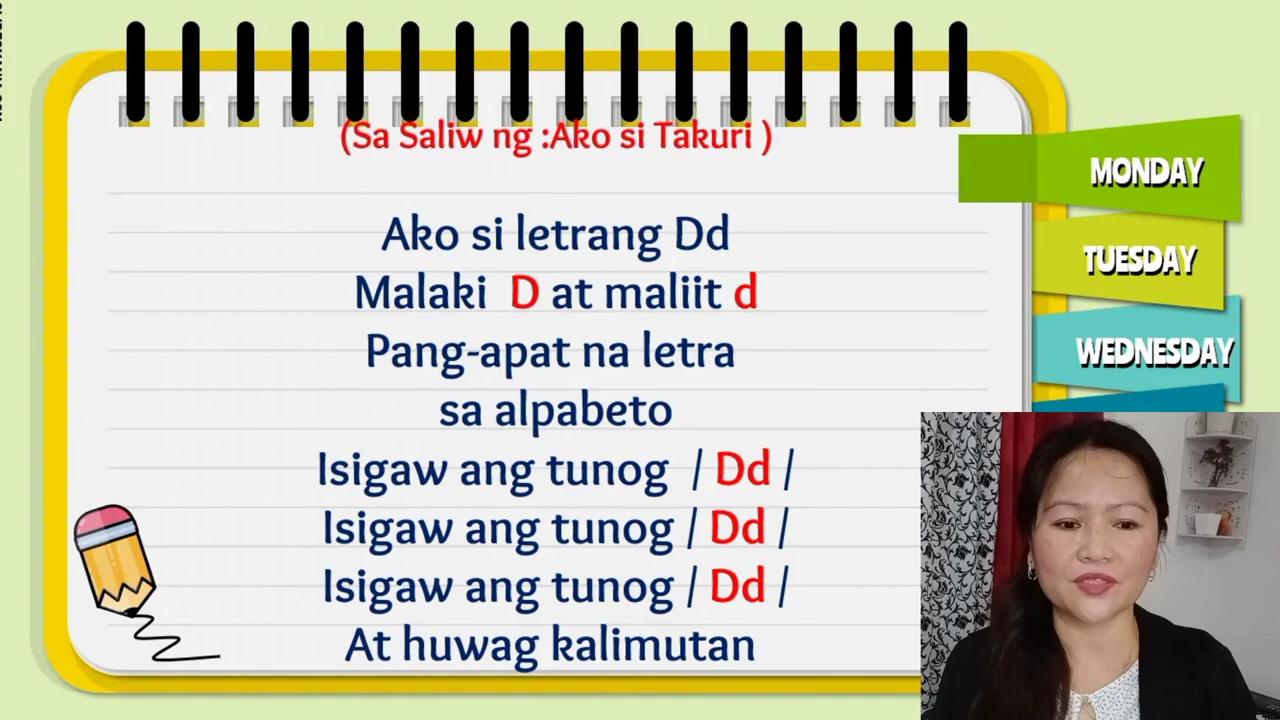 (Sa Saliw ng :Ako si Takuri )
Ako si letrang Dd
Malaki D at maliit d
Pang-apat na letra
sa alpabeto
Isigaw ang tunog / Dd /
Isigaw ang tunog / Dd /
Isigaw ang tunog / Dd /
At huwag kalimutan
MONDAY
TUESDAY
WEDNESDAY